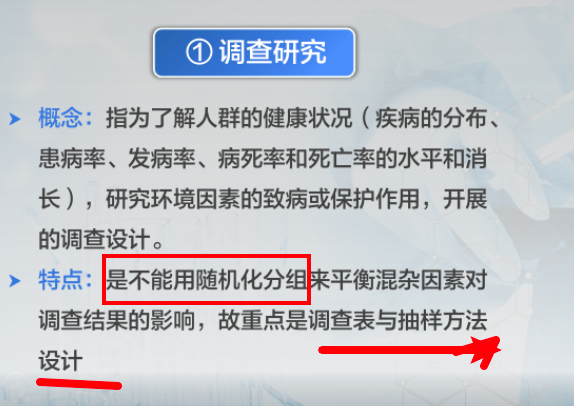 ① 调查研究
➤ 概念：指为了解人群的健康状况（疾病的分布、
患病率、发病率、病死率和死亡率的水平和消
长），研究环境因素的致病或保护作用，开展
的调查设计。
➤ 特点：是不能用随机化分组来平衡混杂因素对
调查结果的影响，故重点是调查表与抽样方法
设计